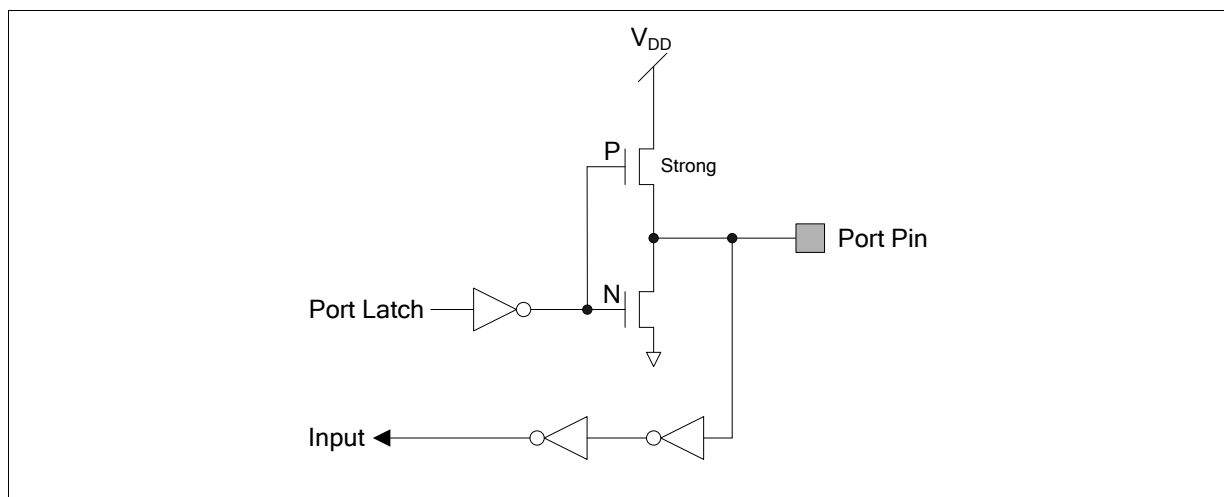 VDD
P
Strong
Port Pin
N
Port Latch
Input